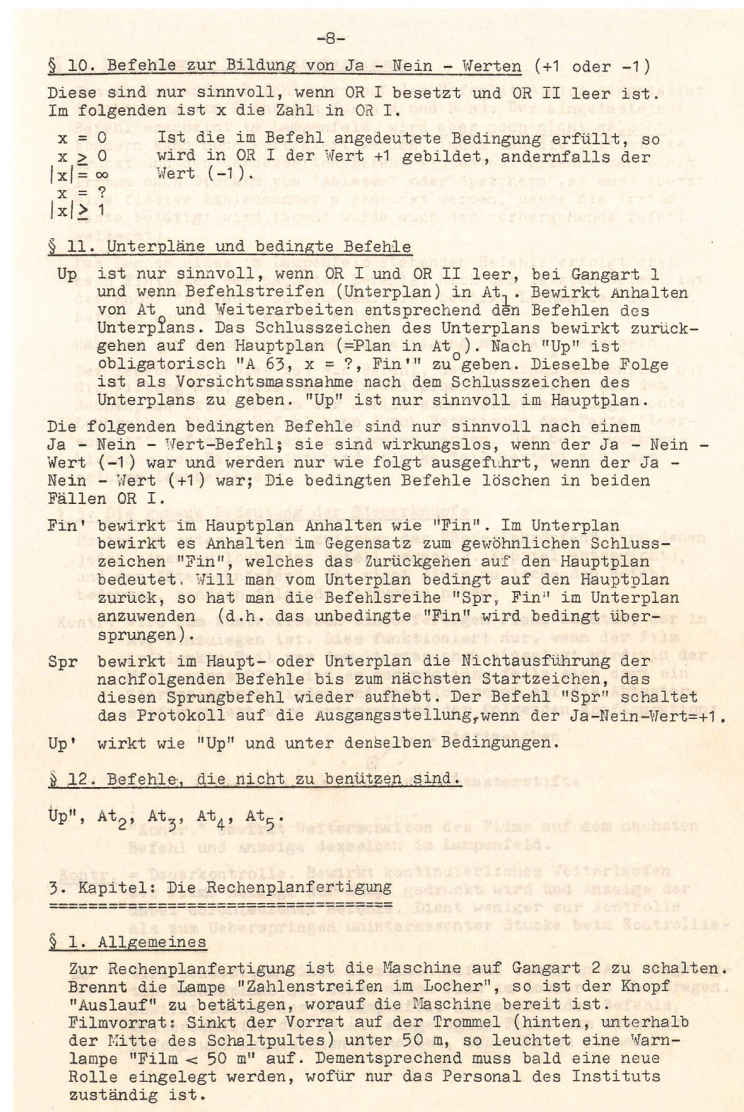 -8-
§ 10. Befehle zur Bildung von Ja - Nein - Werten (+1 oder -1)
Diese sind nur sinnvoll, wenn OR I besetzt und OR II leer ist.
Im folgenden ist x die Zahl in OR I.
x = 0 Ist die im Befehl angedeutete Bedingung erfüllt, so
x ≥ 0 wird in OR I der Wert +1 gebildet, andernfalls der
|x| = ∞ Wert (-1).
x = ?
|x| ≥ 1
§ 11. Unterpläne und bedingte Befehle
Up ist nur sinnvoll, wenn OR I und OR II leer, bei Gangart 1
und wenn Befehlstreifen (Unterplan) in At₁. Bewirkt Anhalten
von At₀ und Weiterarbeiten entsprechend den Befehlen des
Unterplans. Das Schlusszeichen des Unterplans bewirkt zurück-
gehen auf den Hauptplan (=Plan in At₀). Nach "Up" ist
obligatorisch "A 63, x = ?, Fin'" zu geben. Dieselbe Folge
ist als Vorsichtsmassnahme nach dem Schlusszeichen des
Unterplans zu geben. "Up" ist nur sinnvoll im Hauptplan.
Die folgenden bedingten Befehle sind nur sinnvoll nach einem
Ja - Nein - Wert-Befehl; sie sind wirkungslos, wenn der Ja - Nein -
Wert (-1) war und werden nur wie folgt ausgeführt, wenn der Ja -
Nein - Wert (+1) war; Die bedingten Befehle löschen in beiden
Fällen OR I.
Fin' bewirkt im Hauptplan Anhalten wie "Fin". Im Unterplan
bewirkt es Anhalten im Gegensatz zum gewöhnlichen Schluss-
zeichen "Fin", welches das Zurückgehen auf den Hauptplan
bedeutet. Will man vom Unterplan bedingt auf den Hauptplan
zurück, so hat man die Befehlsreihe "Spr, Fin" im Unterplan
anzuwenden (d.h. das unbedingte "Fin" wird bedingt über-
sprungen).
Spr bewirkt im Haupt- oder Unterplan die Nichtausführung der
nachfolgenden Befehle bis zum nächsten Startzeichen, das
diesen Sprungbefehl wieder aufhebt. Der Befehl "Spr" schaltet
das Protokoll auf die Ausgangsstellung,wenn der Ja-Nein-Wert=+1.
Up' wirkt wie "Up" und unter denselben Bedingungen.
§ 12. Befehle, die nicht zu benützen sind.
Up", At₂, At₃, At₄, At₅.
3. Kapitel: Die Rechenplanfertigung
===================================
§ 1. Allgemeines
Zur Rechenplanfertigung ist die Maschine auf Gangart 2 zu schalten.
Brennt die Lampe "Zahlenstreifen im Locher", so ist der Knopf
"Auslauf" zu betätigen, worauf die Maschine bereit ist.
Filmvorrat: Sinkt der Vorrat auf der Trommel (hinten, unterhalb
der Mitte des Schaltpultes) unter 50 m, so leuchtet eine Warn-
lampe "Film < 50 m" auf. Dementsprechend muss bald eine neue
Rolle eingelegt werden, wofür nur das Personal des Instituts
zuständig ist.